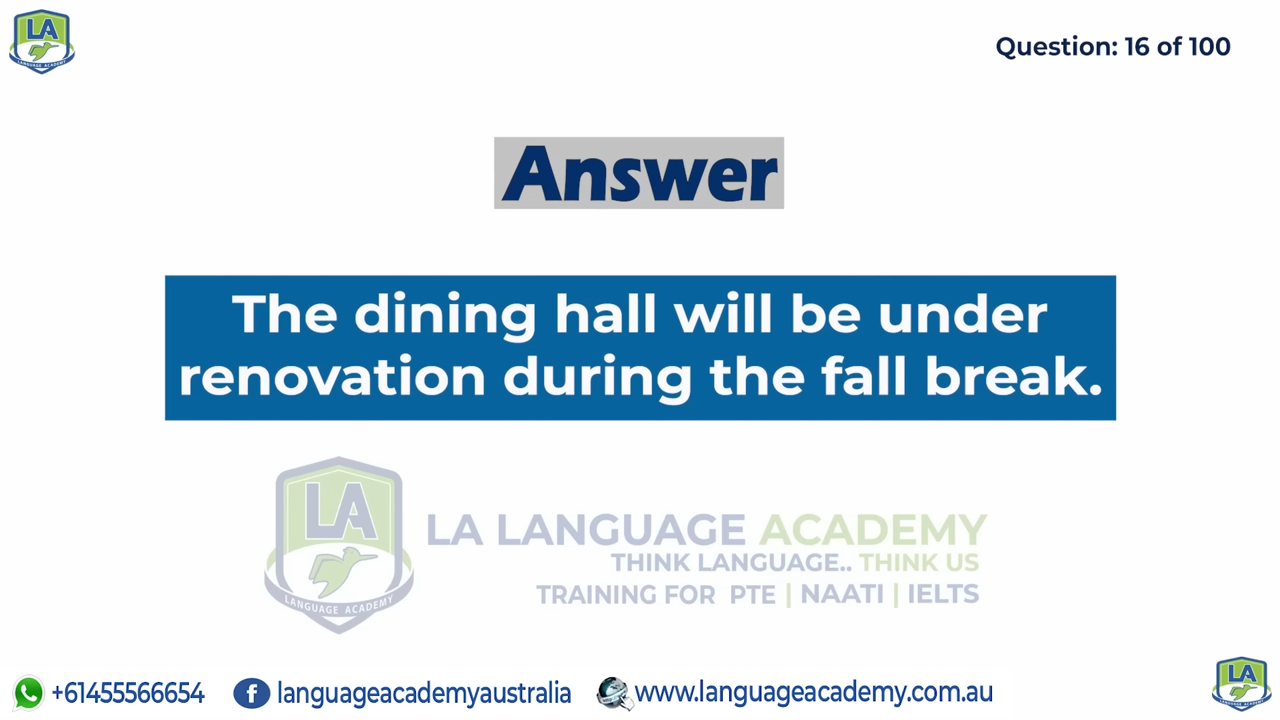 LA
LANGUAGE ACADEMY
Question: 16 of 100
Answer
The dining hall will be under
renovation during the fall break.
LA
LANGUAGE ACADEMY
LA LANGUAGE ACADEMY
THINK LANGUAGE.. THINK US
TRAINING FOR PTE | NAATI | IELTS
+61455566654 languageacademyaustralia www.languageacademy.com.au
LA
LANGUAGE ACADEMY